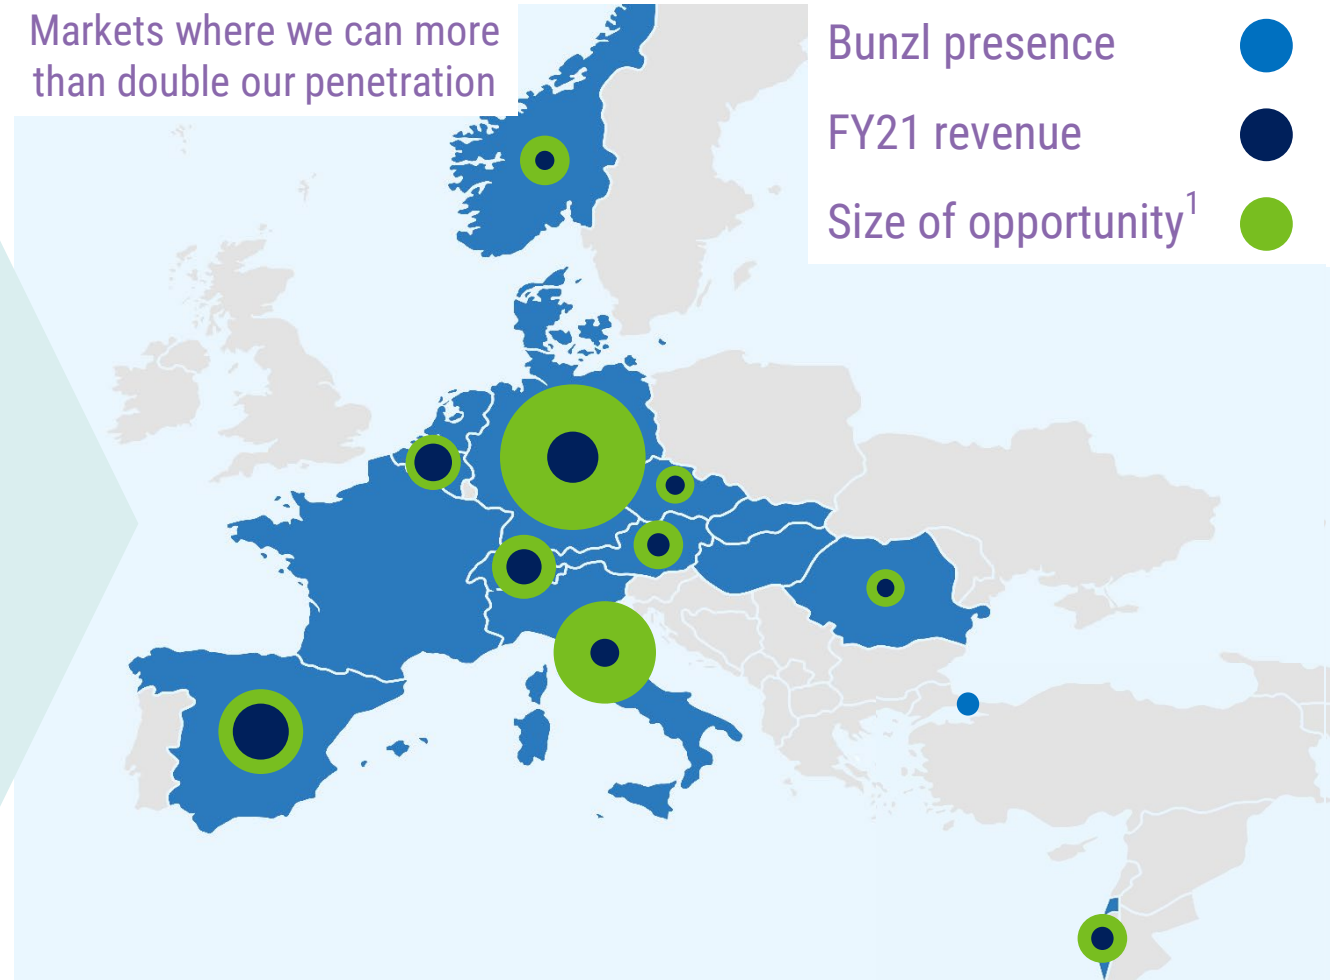 Markets where we can more
than double our penetration
Bunzl presence
FY21 revenue
Size of opportunity¹